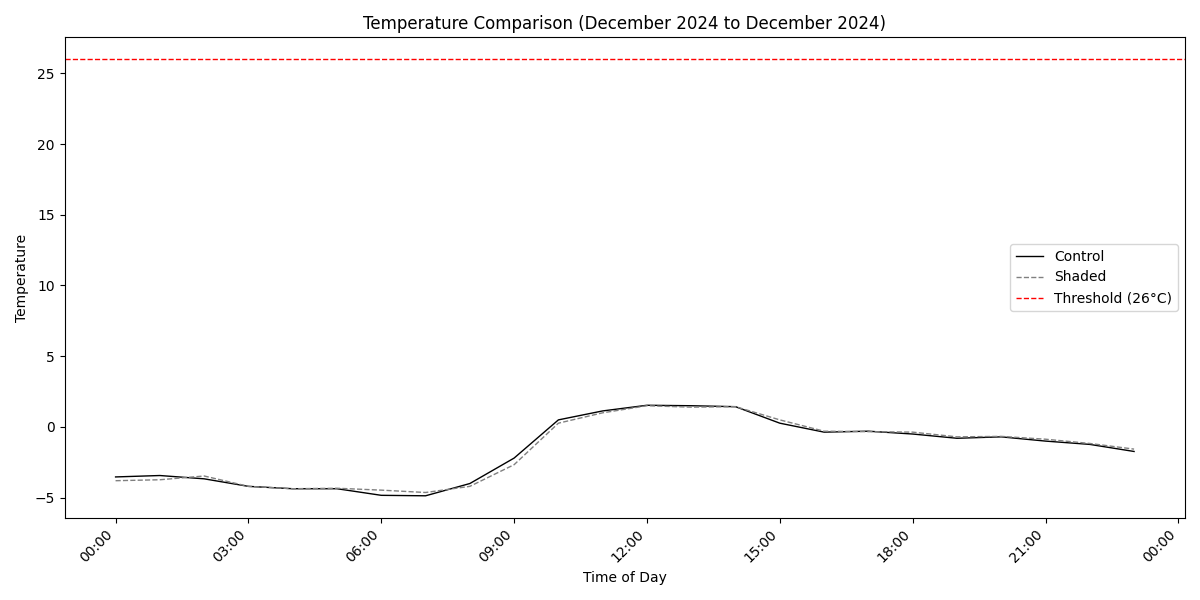 Temperature Comparison (December 2024 to December 2024)
25
20
15
10
5
0
−5
Temperature
Control
Shaded
Threshold (26°C)
00:00
03:00
06:00
09:00
12:00
15:00
18:00
21:00
00:00
Time of Day